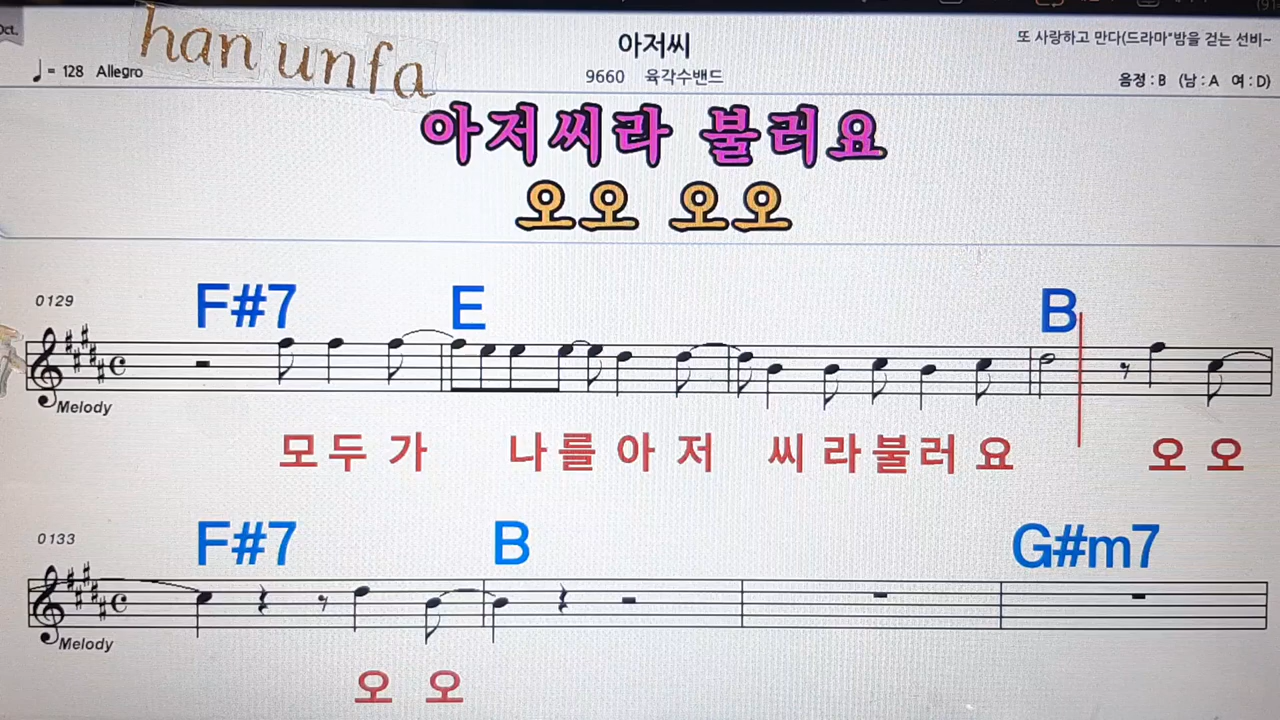 Oct.
han unfa
아저씨
또 사랑하고 만다(드라마"밤을 걷는 선비~
♩ = 128 Allegro
9660 육각수밴드
음정 : B (남 : A 여 : D)
아저씨라 불러요
오오 오오
0129
F#7 E B
Melody
모두가 나를아저 씨라불러요 오오
0133
F#7 B G#m7
Melody
오오